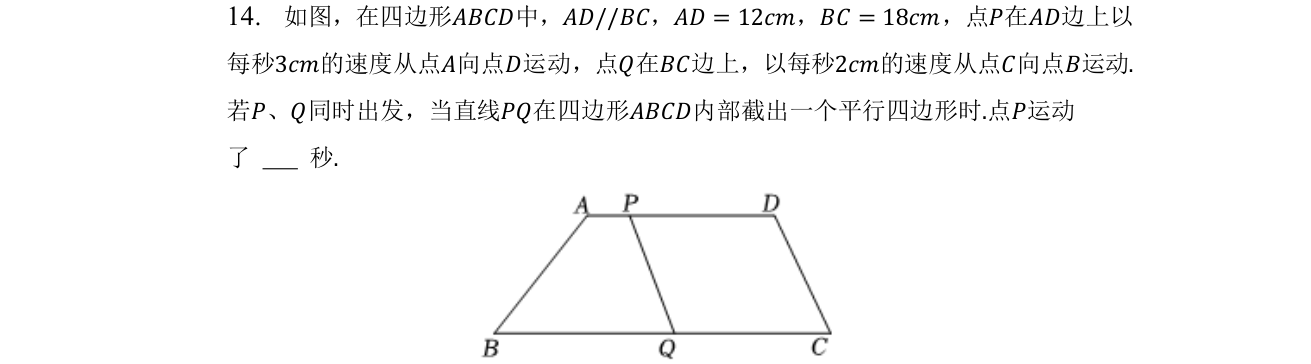 14. 如图，在四边形ABCD中，AD//BC，AD = 12cm，BC = 18cm，点P在AD边上以
每秒3cm的速度从点A向点D运动，点Q在BC边上，以每秒2cm的速度从点C向点B运动.
若P、Q同时出发，当直线PQ在四边形ABCD内部截出一个平行四边形时.点P运动
了 ___ 秒.
A P D
B Q C